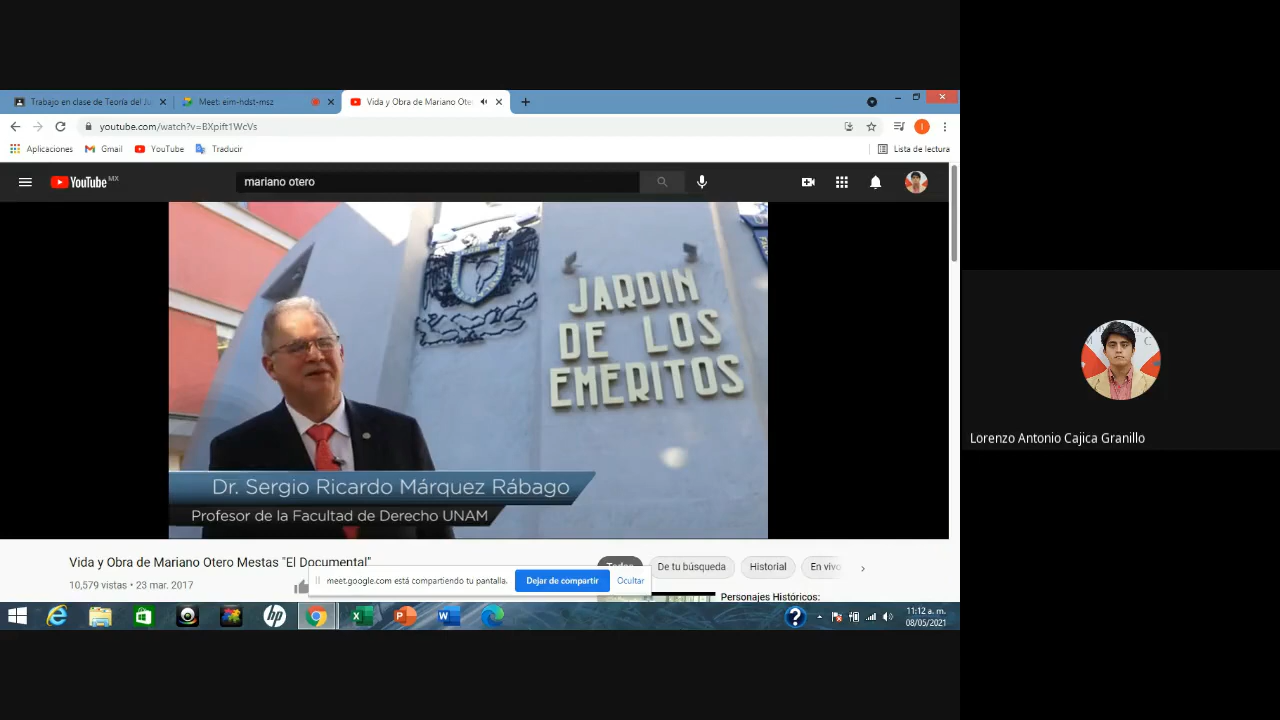 Trabajo en clase de Teoría del Ju
Meet: eim-hdst-msz
Vida y Obra de Mariano Oter
youtube.com/watch?v=BXpift1WcVs
Aplicaciones
Gmail
YouTube
Traducir
Lista de lectura
YouTube MX
mariano otero
JARDIN
DE LOS
EMERITOS
Dr. Sergio Ricardo Márquez Rábago
Profesor de la Facultad de Derecho UNAM
Vida y Obra de Mariano Otero Mestas "El Documental"
10,579 vistas • 23 mar. 2017
De tu búsqueda
Historial
En vivo
meet.google.com está compartiendo tu pantalla.
Dejar de compartir
Ocultar
Personajes Históricos:
11:12 a. m.
08/05/2021
Lorenzo Antonio Cajica Granillo